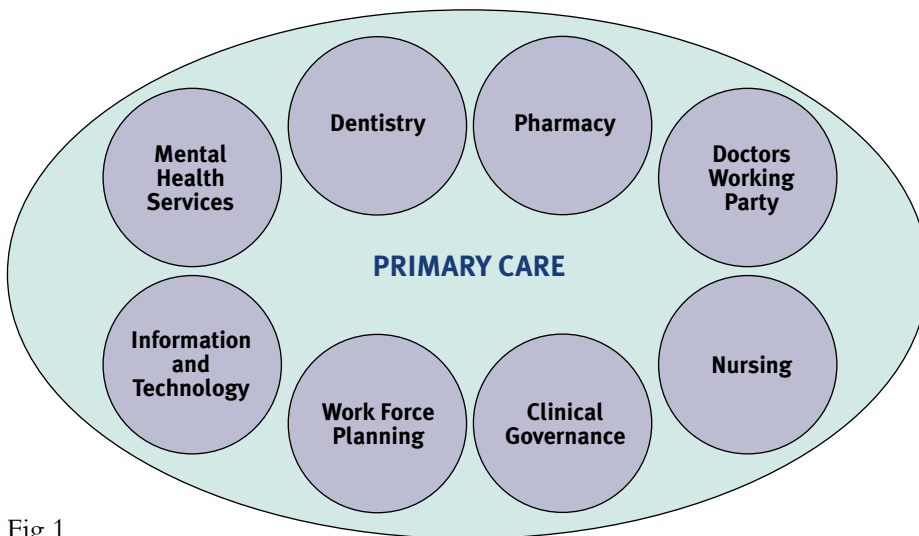 Dentistry
Pharmacy
Mental
Health
Services
Doctors
Working
Party
PRIMARY CARE
Information
and
Technology
Nursing
Work Force
Planning
Clinical
Governance
Fig 1